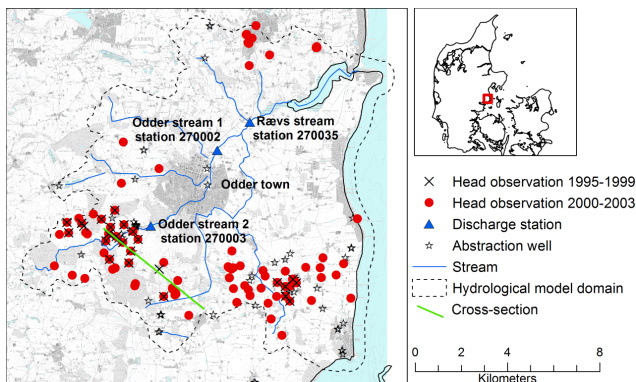 Odder stream 1
station 270002
Rævs stream
station 270035
Odder town
Odder stream 2
station 270003
Head observation 1995-1999
Head observation 2000-2003
Discharge station
Abstraction well
Stream
Hydrological model domain
Cross-section
0 2 4 8
Kilometers